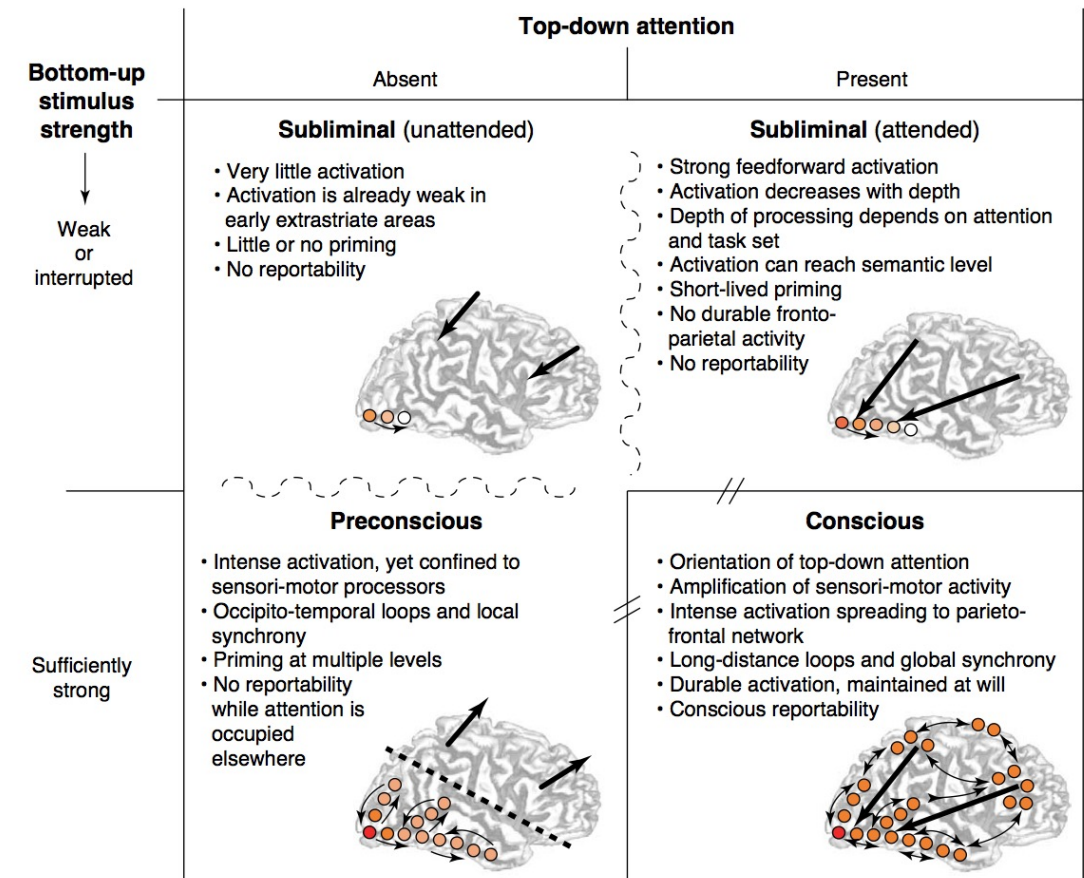 Top-down attention
Absent
Present
Bottom-up
stimulus
strength
Weak
or
interrupted
Subliminal (unattended)
• Very little activation
• Activation is already weak in
early extrastriate areas
• Little or no priming
• No reportability
Subliminal (attended)
• Strong feedforward activation
• Activation decreases with depth
• Depth of processing depends on attention
and task set
• Activation can reach semantic level
• Short-lived priming
• No durable fronto-
parietal activity
• No reportability
Sufficiently
strong
Preconscious
• Intense activation, yet confined to
sensori-motor processors
• Occipito-temporal loops and local
synchrony
• Priming at multiple levels
• No reportability
while attention is
occupied
elsewhere
Conscious
• Orientation of top-down attention
• Amplification of sensori-motor activity
• Intense activation spreading to parieto-
frontal network
• Long-distance loops and global synchrony
• Durable activation, maintained at will
• Conscious reportability